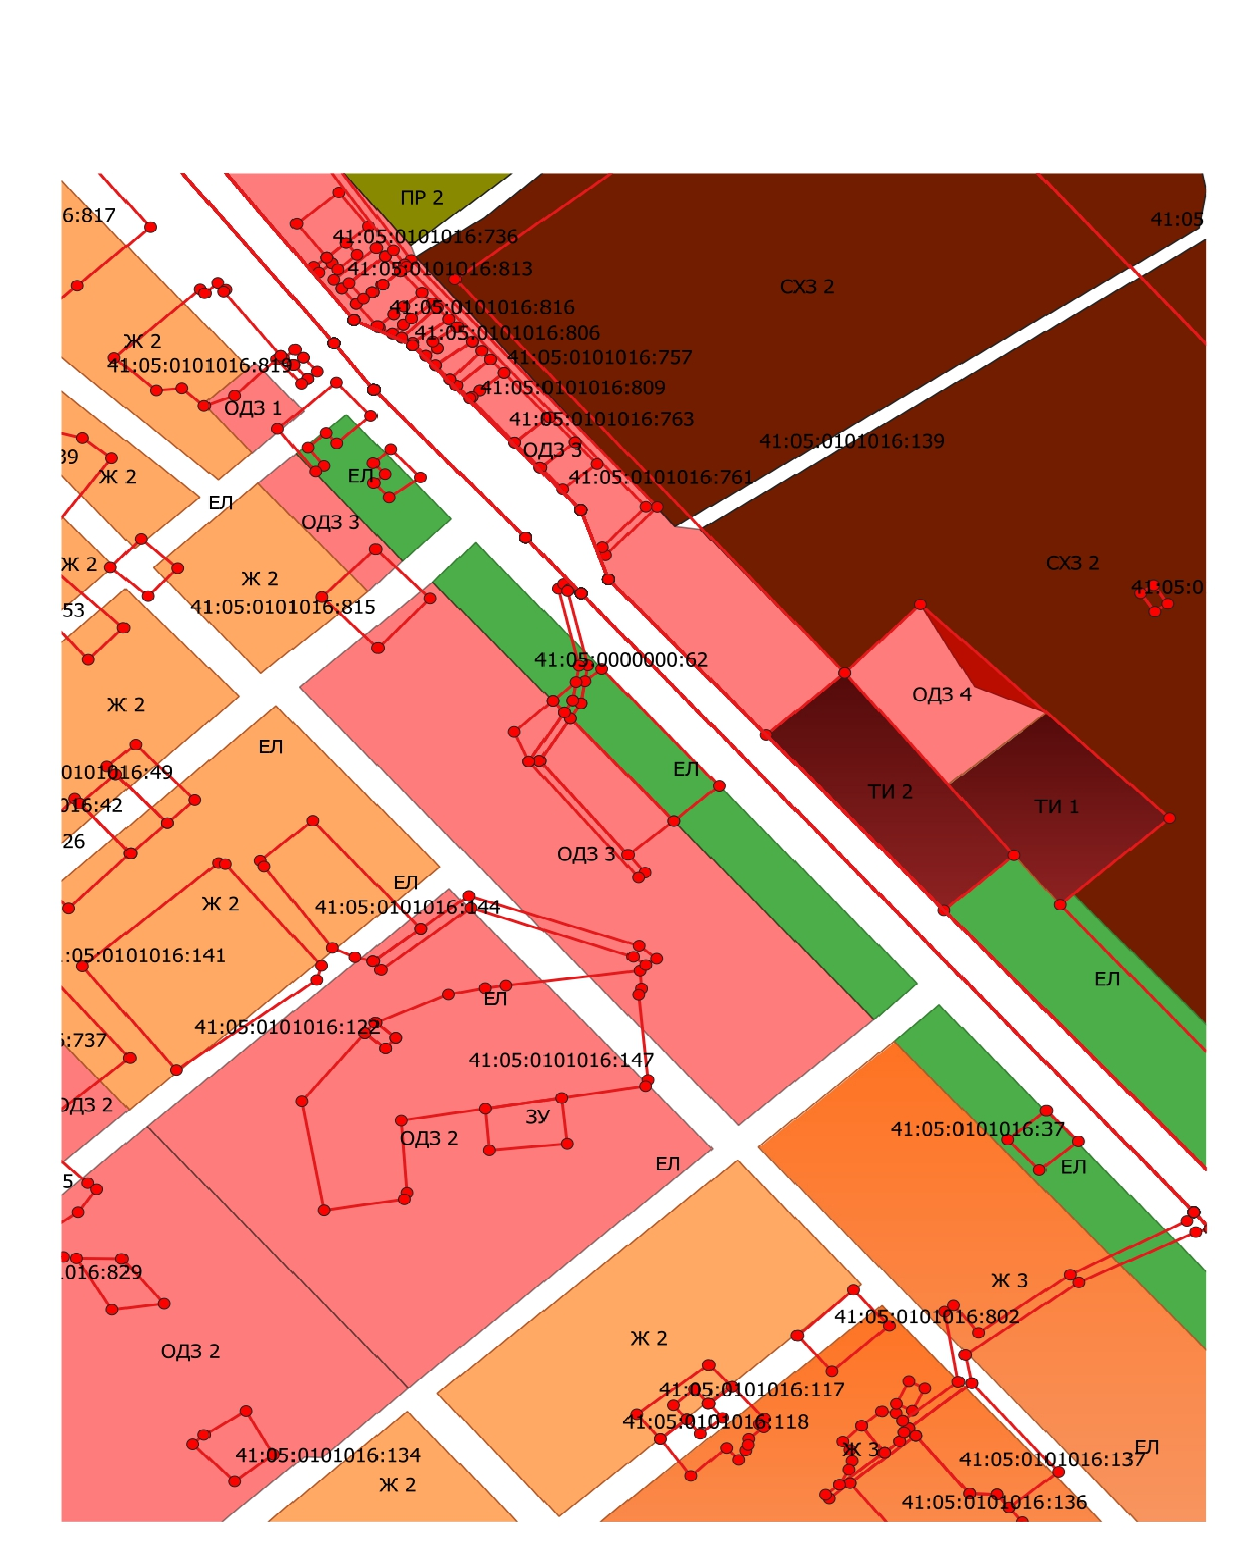 ПР 2
6:817
41:05
41:05:0101016:736
41:05:0101016:813
СХЗ 2
41:05:0101016:816
41:05:0101016:806
Ж 2
41:05:0101016:757
41:05:0101016:819
41:05:0101016:809
ОДЗ 1
41:05:0101016:763
41:05:0101016:139
ОДЗ 3
39
Ж 2
ЕЛ
41:05:0101016:761
ЕЛ
ОДЗ 3
Ж 2
СХЗ 2
Ж 2
41:05:0
53
41:05:0101016:815
41:05:0000000:62
ОДЗ 4
Ж 2
ЕЛ
ЕЛ
0101016:49
ТИ 2
016:42
ТИ 1
26
ОДЗ 3
ЕЛ
Ж 2
41:05:0101016:144
:05:0101016:141
ЕЛ
ЕЛ
41:05:0101016:122
:737
41:05:0101016:147
ОДЗ 2
ЗУ
41:05:0101016:37
ОДЗ 2
ЕЛ
ЕЛ
5
1016:829
Ж 3
41:05:0101016:802
Ж 2
ОДЗ 2
41:05:0101016:117
41:05:0101016:118
ЕЛ
Ж 3
41:05:0101016:134
41:05:0101016:137
Ж 2
41:05:0101016:136